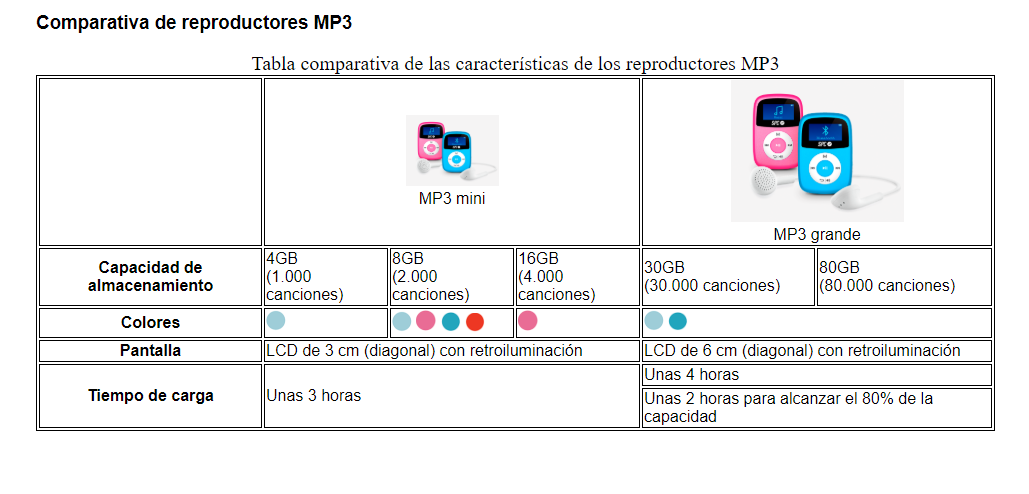 Comparativa de reproductores MP3
Tabla comparativa de las características de los reproductores MP3
MP3 mini
MP3 grande
Capacidad de
almacenamiento
4GB
(1.000
canciones)
8GB
(2.000
canciones)
16GB
(4.000
canciones)
30GB
(30.000 canciones)
80GB
(80.000 canciones)
Colores
Pantalla
LCD de 3 cm (diagonal) con retroiluminación
LCD de 6 cm (diagonal) con retroiluminación
Tiempo de carga
Unas 3 horas
Unas 4 horas
Unas 2 horas para alcanzar el 80% de la
capacidad